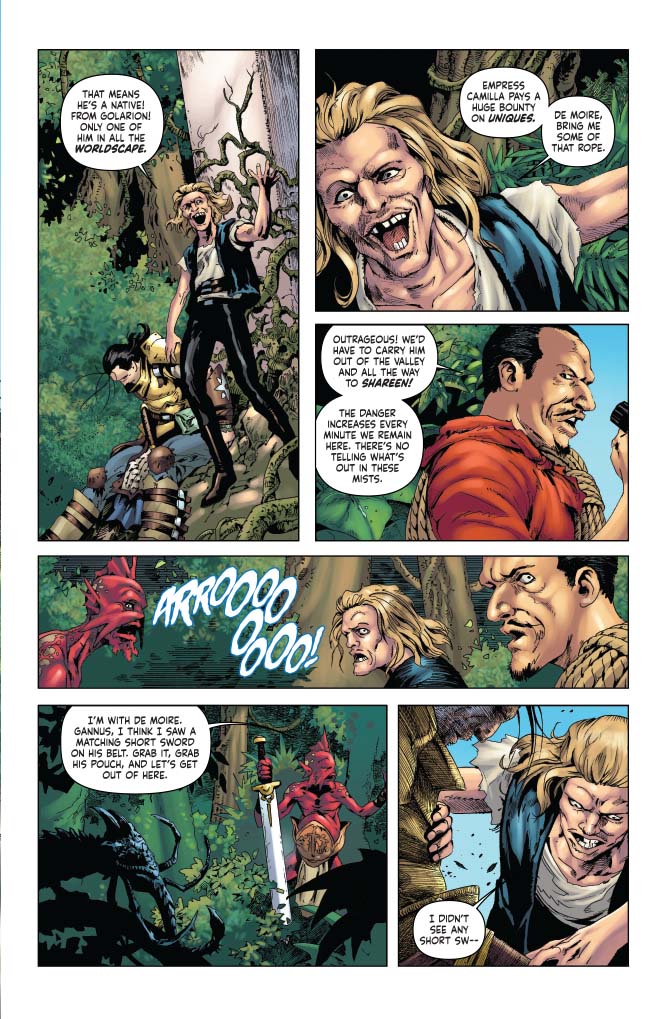 THAT MEANS
HE'S A NATIVE!
FROM GOLARION!
ONLY ONE OF
HIM IN ALL THE
WORLDSCAPE.
EMPRESS
CAMILLA PAYS A
HUGE BOUNTY
ON UNIQUES.
DE MOIRE,
BRING ME
SOME OF
THAT ROPE.
OUTRAGEOUS! WE'D
HAVE TO CARRY HIM
OUT OF THE VALLEY
AND ALL THE WAY
TO SHAREEN!
THE DANGER
INCREASES EVERY
MINUTE WE REMAIN
HERE. THERE'S NO
TELLING WHAT'S
OUT IN THESE
MISTS.
ARROOOO
OOOO!
I'M WITH DE MOIRE.
GANNUS, I THINK I SAW A
MATCHING SHORT SWORD
ON HIS BELT. GRAB IT, GRAB
HIS POUCH, AND LET'S GET
OUT OF HERE.
I DIDN'T
SEE ANY
SHORT SW--